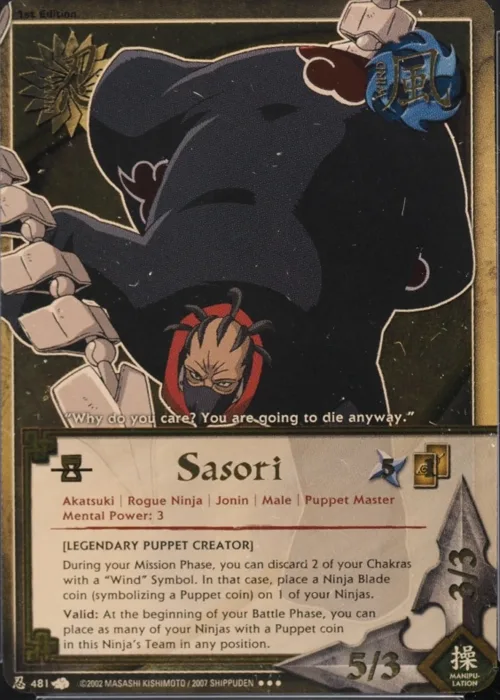 1st Edition
NINJA
忍
WIND
風
"Why do you care? You are going to die anyway."
Sasori
5
Akatsuki | Rogue Ninja | Jonin | Male | Puppet Master
Mental Power: 3
[LEGENDARY PUPPET CREATOR]
During your Mission Phase, you can discard 2 of your Chakras
with a "Wind" Symbol. In that case, place a Ninja Blade
coin (symbolizing a Puppet coin) on 1 of your Ninjas.
Valid: At the beginning of your Battle Phase, you can
place as many of your Ninjas with a Puppet coin
in this Ninja's Team in any position.
3/3
5/3
操
MANIPU-
LATION
忍 481 ©2002 MASASHI KISHIMOTO / 2007 SHIPPUDEN